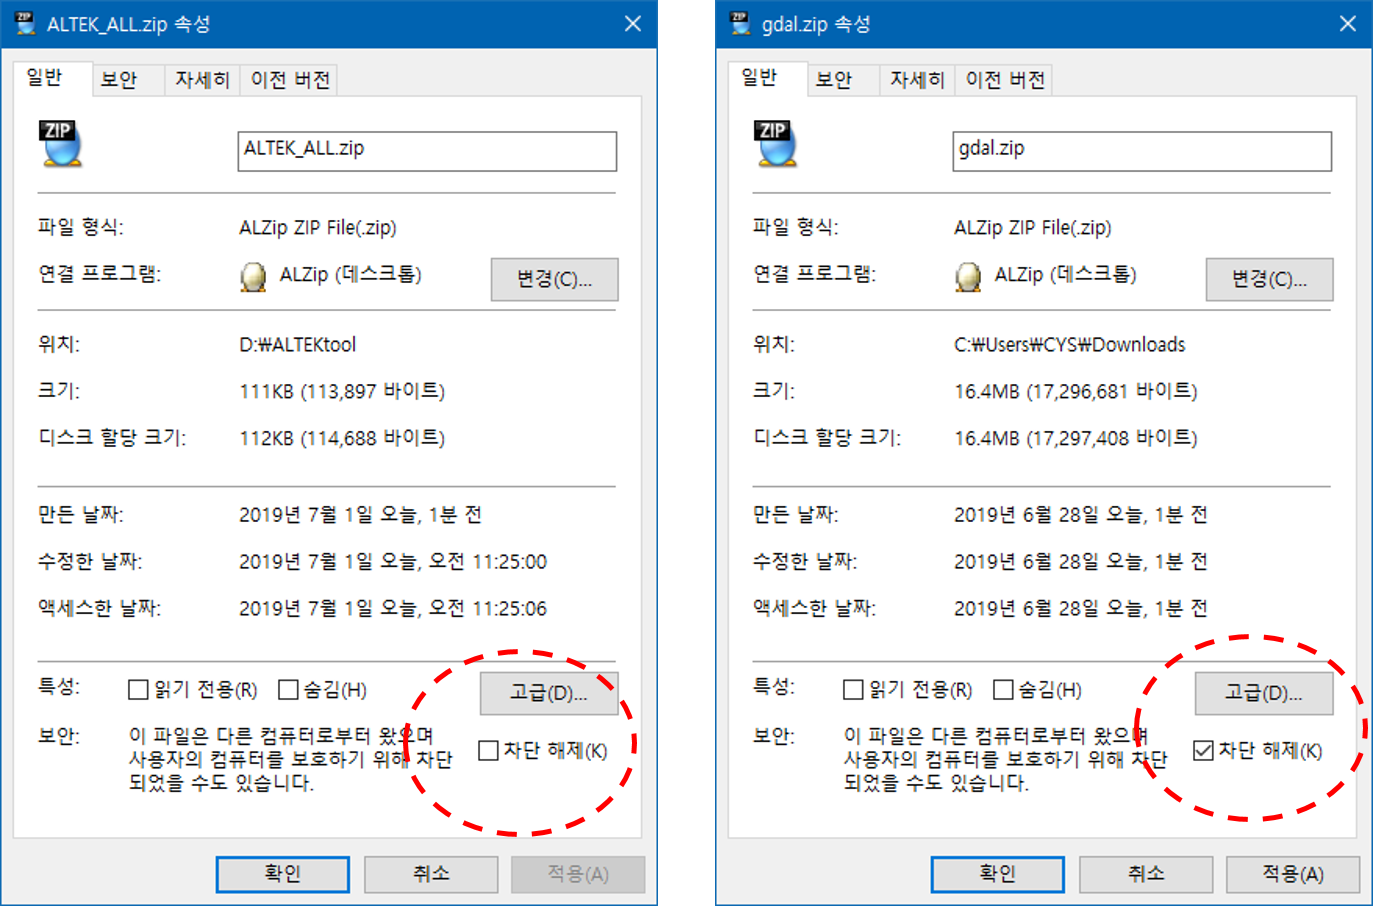 ALTEK_ALL.zip 속성
일반 보안 자세히 이전 버전
ZIP
ALTEK_ALL.zip
파일 형식: ALZip ZIP File(.zip)
연결 프로그램: ALZip (데스크톱) 변경(C)...
위치: D:₩ALTEKtool
크기: 111KB (113,897 바이트)
디스크 할당 크기: 112KB (114,688 바이트)
만든 날짜: 2019년 7월 1일 오늘, 1분 전
수정한 날짜: 2019년 7월 1일 오늘, 오전 11:25:00
액세스한 날짜: 2019년 7월 1일 오늘, 오전 11:25:06
특성: 읽기 전용(R) 숨김(H) 고급(D)...
보안: 이 파일은 다른 컴퓨터로부터 왔으며
사용자의 컴퓨터를 보호하기 위해 차단
되었을 수도 있습니다.
차단 해제(K)
확인 취소 적용(A)
gdal.zip 속성
일반 보안 자세히 이전 버전
ZIP
gdal.zip
파일 형식: ALZip ZIP File(.zip)
연결 프로그램: ALZip (데스크톱) 변경(C)...
위치: C:₩Users₩CYS₩Downloads
크기: 16.4MB (17,296,681 바이트)
디스크 할당 크기: 16.4MB (17,297,408 바이트)
만든 날짜: 2019년 6월 28일 오늘, 1분 전
수정한 날짜: 2019년 6월 28일 오늘, 1분 전
액세스한 날짜: 2019년 6월 28일 오늘, 1분 전
특성: 읽기 전용(R) 숨김(H) 고급(D)...
보안: 이 파일은 다른 컴퓨터로부터 왔으며
사용자의 컴퓨터를 보호하기 위해 차단
되었을 수도 있습니다.
차단 해제(K)
확인 취소 적용(A)